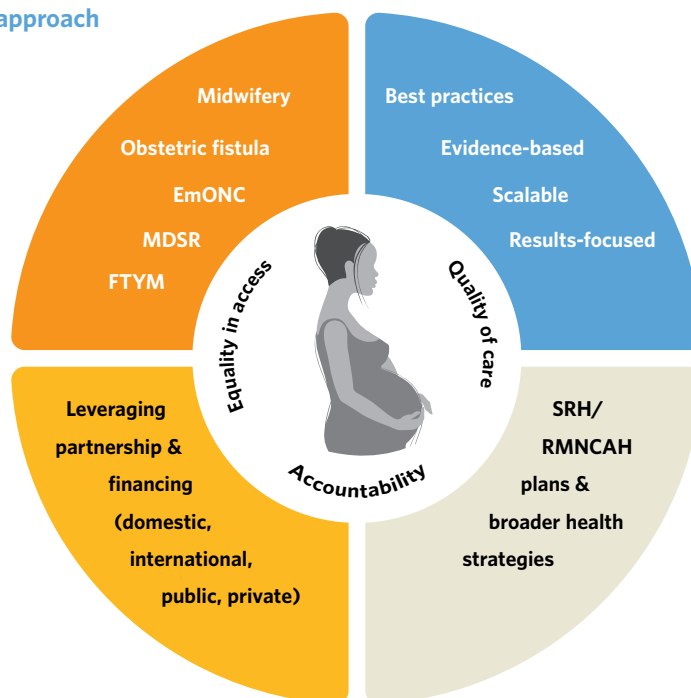 approach
Midwifery
Obstetric fistula
EmONC
MDSR
FTYM
Best practices
Evidence-based
Scalable
Results-focused
Equality in access
Quality of care
Accountability
Leveraging
partnership &
financing
(domestic,
international,
public, private)
SRH/
RMNCAH
plans &
broader health
strategies